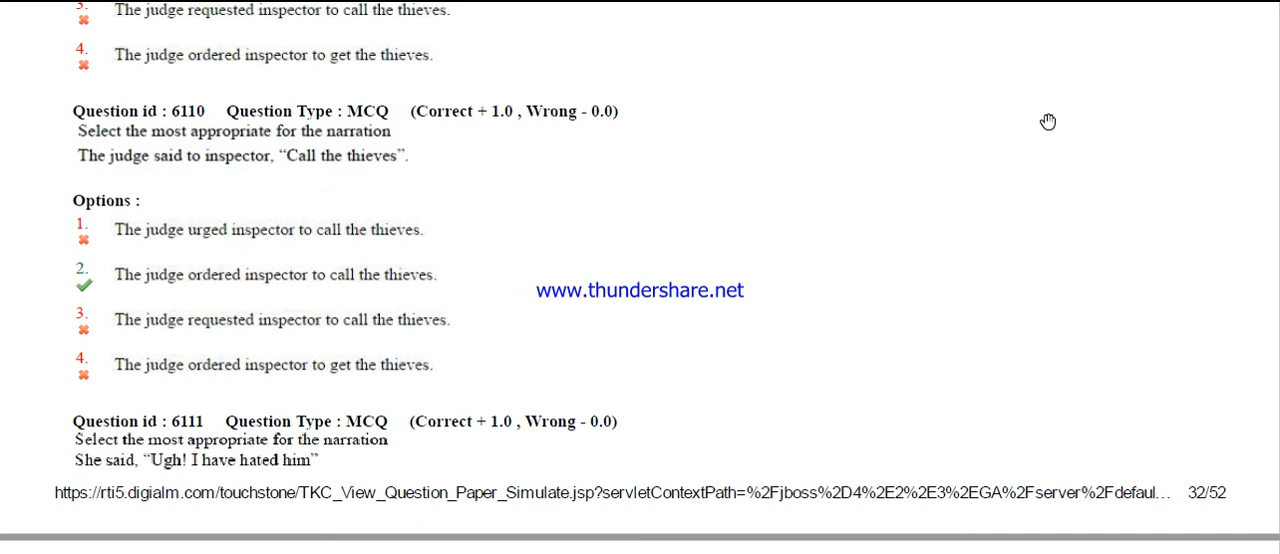 3. The judge requested inspector to call the thieves.
4. The judge ordered inspector to get the thieves.
Question id : 6110 Question Type : MCQ (Correct + 1.0 , Wrong - 0.0)
Select the most appropriate for the narration
The judge said to inspector, “Call the thieves”.
Options :
1. The judge urged inspector to call the thieves.
2. The judge ordered inspector to call the thieves.
www.thundershare.net
3. The judge requested inspector to call the thieves.
4. The judge ordered inspector to get the thieves.
Question id : 6111 Question Type : MCQ (Correct + 1.0 , Wrong - 0.0)
Select the most appropriate for the narration
She said, “Ugh! I have hated him”
https://rti5.digialm.com/touchstone/TKC_View_Question_Paper_Simulate.jsp?servletContextPath=%2Fjboss%2D4%2E2%2E3%2EGA%2Fserver%2Fdefaul... 32/52